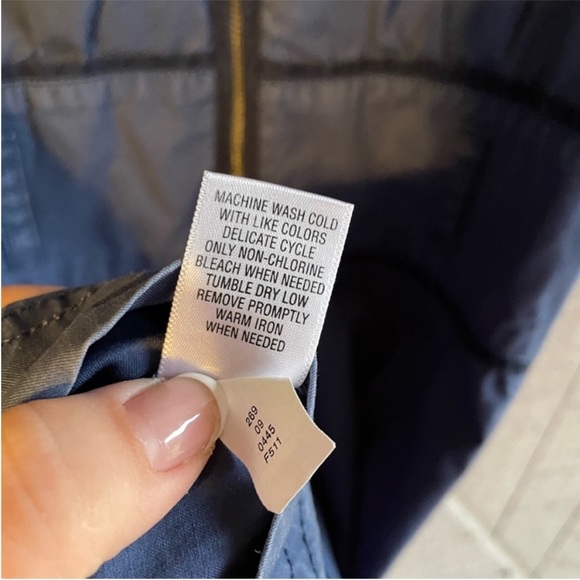 MACHINE WASH COLD
WITH LIKE COLORS
DELICATE CYCLE
ONLY NON-CHLORINE
BLEACH WHEN NEEDED
TUMBLE DRY LOW
REMOVE PROMPTLY
WARM IRON
WHEN NEEDED
269
09
0445
F511